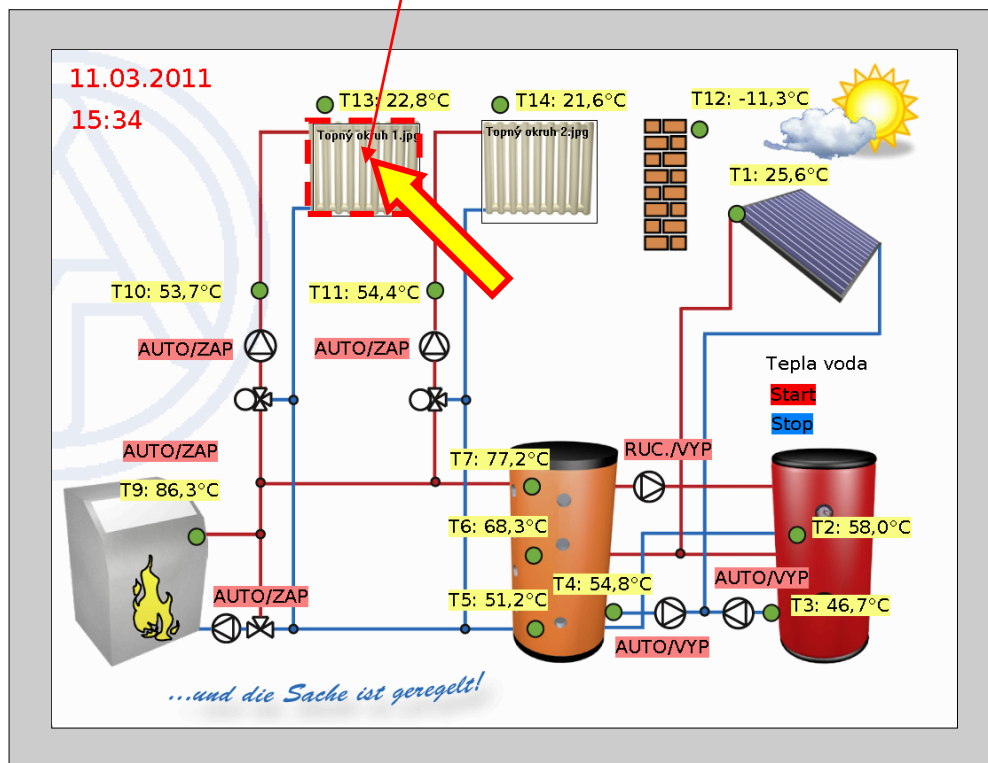 11.03.2011
15:34
T13: 22,8°C
T14: 21,6°C
T12: -11,3°C
Topný okruh 1.jpg
Topný okruh 2.jpg
T1: 25,6°C
T10: 53,7°C
T11: 54,4°C
AUTO/ZAP
AUTO/ZAP
Tepla voda
Start
Stop
AUTO/ZAP
T7: 77,2°C
RUC./VYP
T9: 86,3°C
T6: 68,3°C
T2: 58,0°C
AUTO/ZAP
T4: 54,8°C
AUTO/VYP
T5: 51,2°C
T3: 46,7°C
AUTO/VYP
...und die Sache ist geregelt!